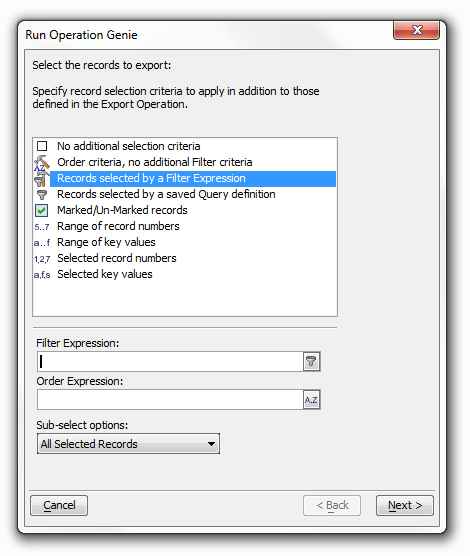 Run Operation Genie
Select the records to export:
Specify record selection criteria to apply in addition to those
defined in the Export Operation.
No additional selection criteria
Order criteria, no additional Filter criteria
AZ
Records selected by a Filter Expression
Records selected by a saved Query definition
Marked/Un-Marked records
5..7 Range of record numbers
a..f Range of key values
1,2,7 Selected record numbers
a,f,s Selected key values
Filter Expression:
Order Expression:
A.Z
Sub-select options:
All Selected Records
Cancel
< Back
Next >